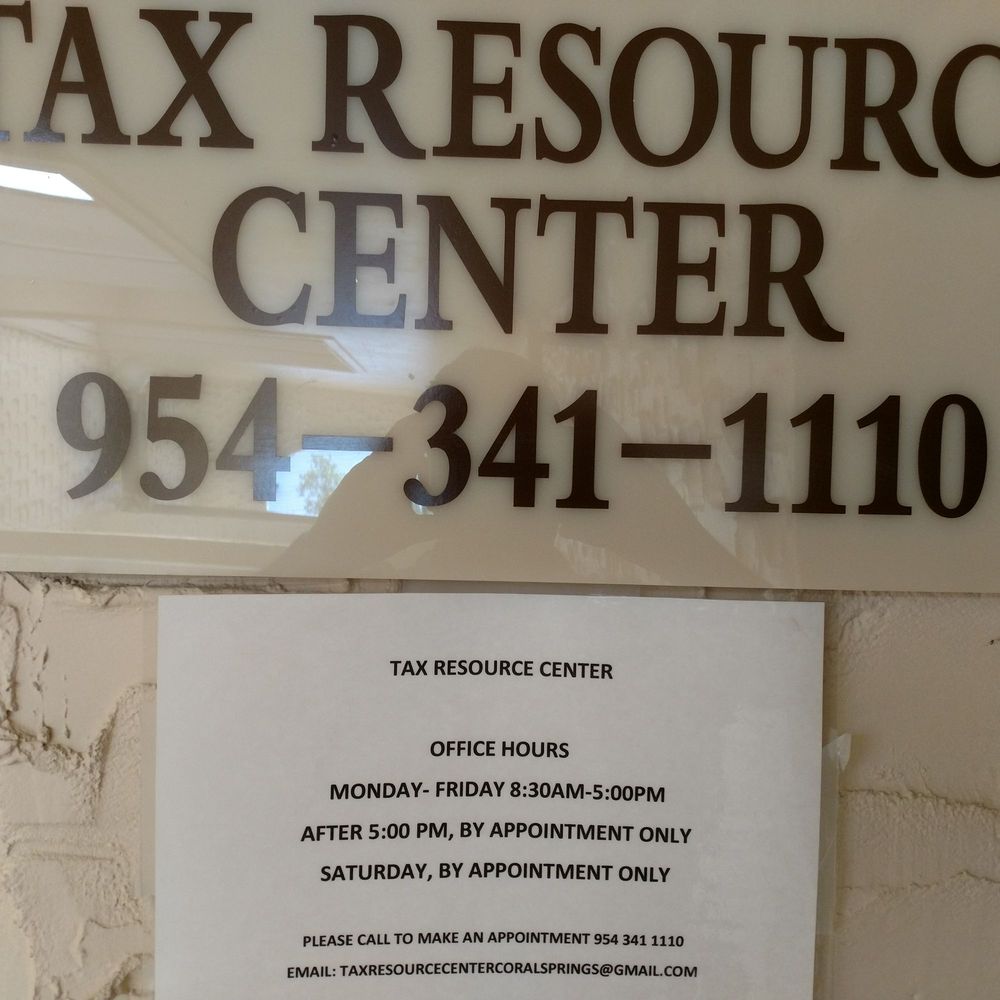 TAX RESOURC
CENTER
954-341-1110
TAX RESOURCE CENTER
OFFICE HOURS
MONDAY- FRIDAY 8:30AM-5:00PM
AFTER 5:00 PM, BY APPOINTMENT ONLY
SATURDAY, BY APPOINTMENT ONLY
PLEASE CALL TO MAKE AN APPOINTMENT 954 341 1110
EMAIL: TAXRESOURCECENTERCORALSPRINGS@GMAIL.COM